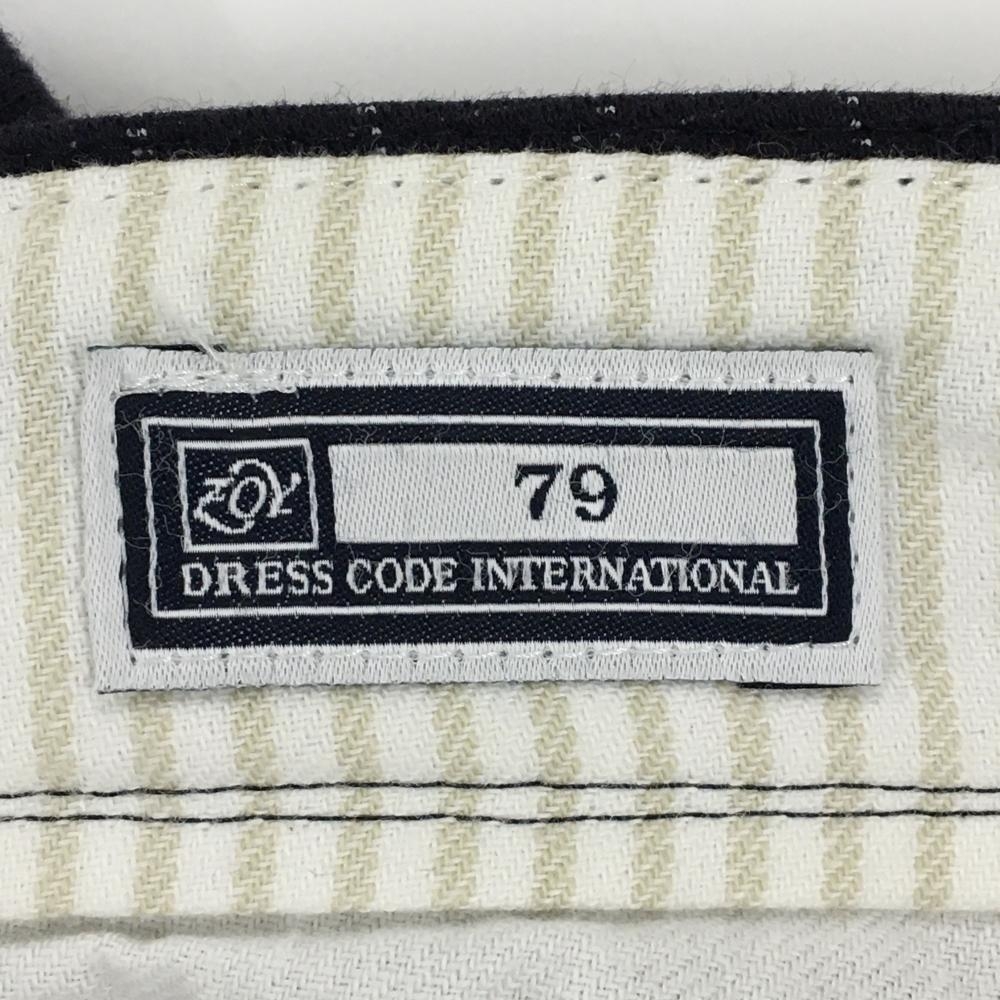 ZOY
79
DRESS CODE INTERNATIONAL